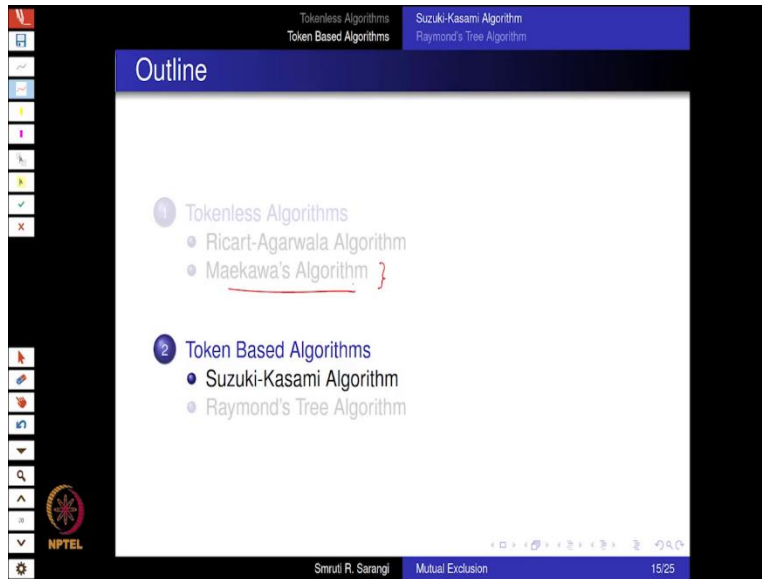 Tokenless Algorithms
Suzuki-Kasami Algorithm
Token Based Algorithms
Raymond's Tree Algorithm
Outline
1 Tokenless Algorithms
Ricart-Agarwala Algorithm
Maekawa's Algorithm }
2 Token Based Algorithms
Suzuki-Kasami Algorithm
Raymond's Tree Algorithm
NPTEL
Smruti R. Sarangi
Mutual Exclusion
15/25